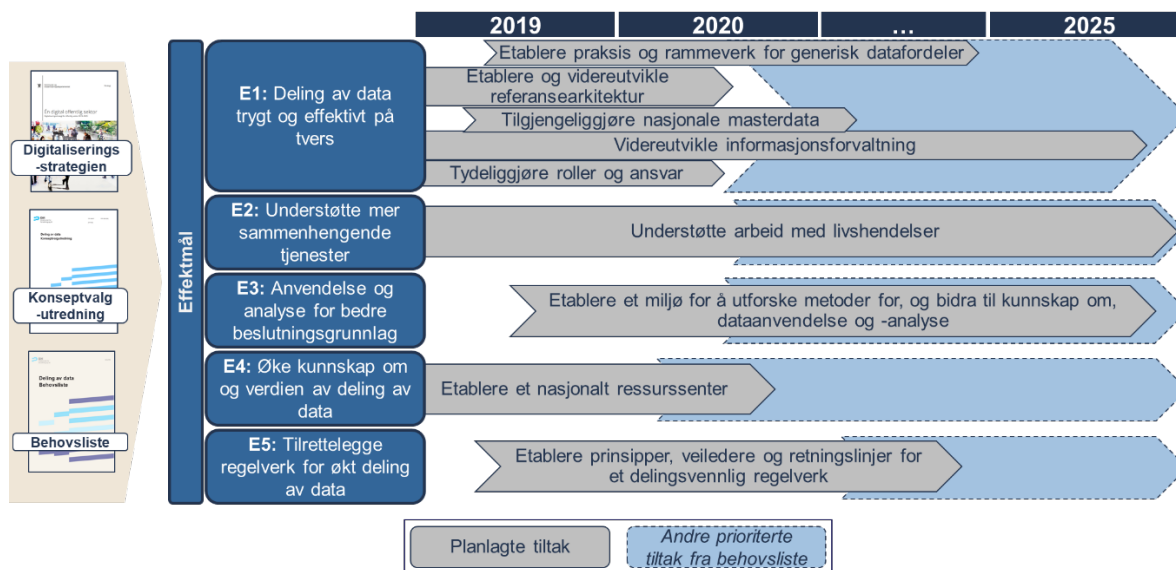 2019
2020
...
2025
Digitaliserings
-strategien
Konseptvalg
-utredning
Behovsliste
En digital offentlig sektor
Deling av data
Konseptvalgutredning
Deling av data
Behovsliste
Effektmål
E1: Deling av data
trygt og effektivt på
tvers
Etablere praksis og rammeverk for generisk datafordeler
Etablere og videreutvikle
referansearkitektur
Tilgjengeliggjøre nasjonale masterdata
Videreutvikle informasjonsforvaltning
Tydeliggjøre roller og ansvar
E2: Understøtte mer
sammenhengende
tjenester
Understøtte arbeid med livshendelser
E3: Anvendelse og
analyse for bedre
beslutningsgrunnlag
Etablere et miljø for å utforske metoder for, og bidra til kunnskap om,
dataanvendelse og -analyse
E4: Øke kunnskap om
og verdien av deling av
data
Etablere et nasjonalt ressurssenter
E5: Tilrettelegge
regelverk for økt deling
av data
Etablere prinsipper, veiledere og retningslinjer for
et delingsvennlig regelverk
Planlagte tiltak
Andre prioriterte
tiltak fra behovsliste